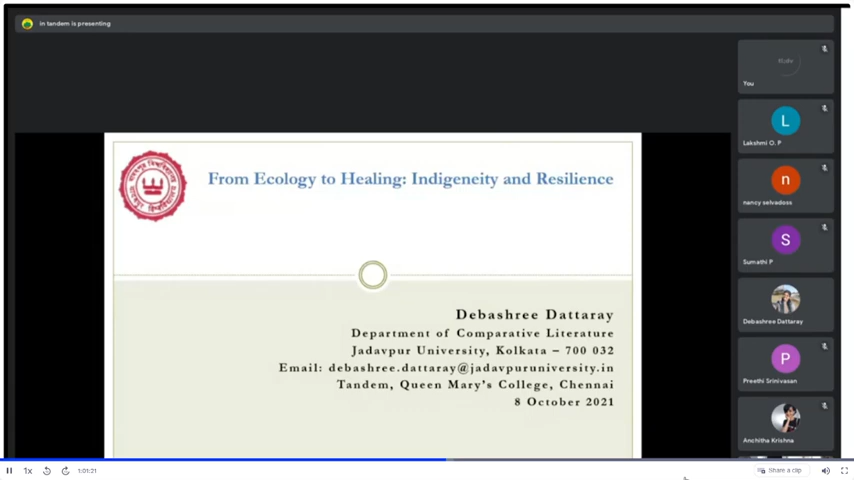 in tandem is presenting
You
L
Lakshmi O. P
n
nancy selvadoss
S
Sumathi P
Debashree Dattaray
P
Preethi Srinivasan
Anchitha Krishna
From Ecology to Healing: Indigeneity and Resilience
Debashree Dattaray
Department of Comparative Literature
Jadavpur University, Kolkata – 700 032
Email: debashree.dattaray@jadavpuruniversity.in
Tandem, Queen Mary's College, Chennai
8 October 2021
1x
1:01:21
Share a clip